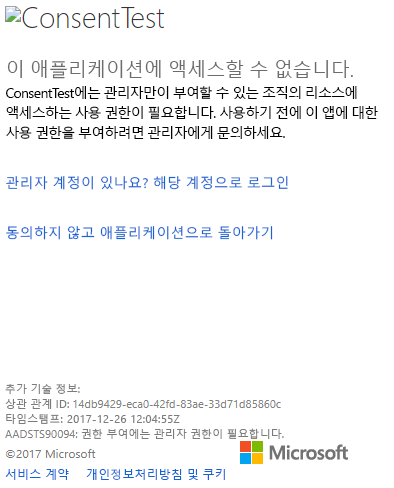 ConsentTest
이 애플리케이션에 액세스할 수 없습니다.
ConsentTest에는 관리자만이 부여할 수 있는 조직의 리소스에
액세스하는 사용 권한이 필요합니다. 사용하기 전에 이 앱에 대한
사용 권한을 부여하려면 관리자에게 문의하세요.
관리자 계정이 있나요? 해당 계정으로 로그인
동의하지 않고 애플리케이션으로 돌아가기
추가 기술 정보:
상관 관계 ID: 14db9429-eca0-42fd-83ae-33d71d85860c
타임스탬프: 2017-12-26 12:04:55Z
AADSTS90094: 권한 부여에는 관리자 권한이 필요합니다.
©2017 Microsoft
Microsoft
서비스 계약 개인정보처리방침 및 쿠키